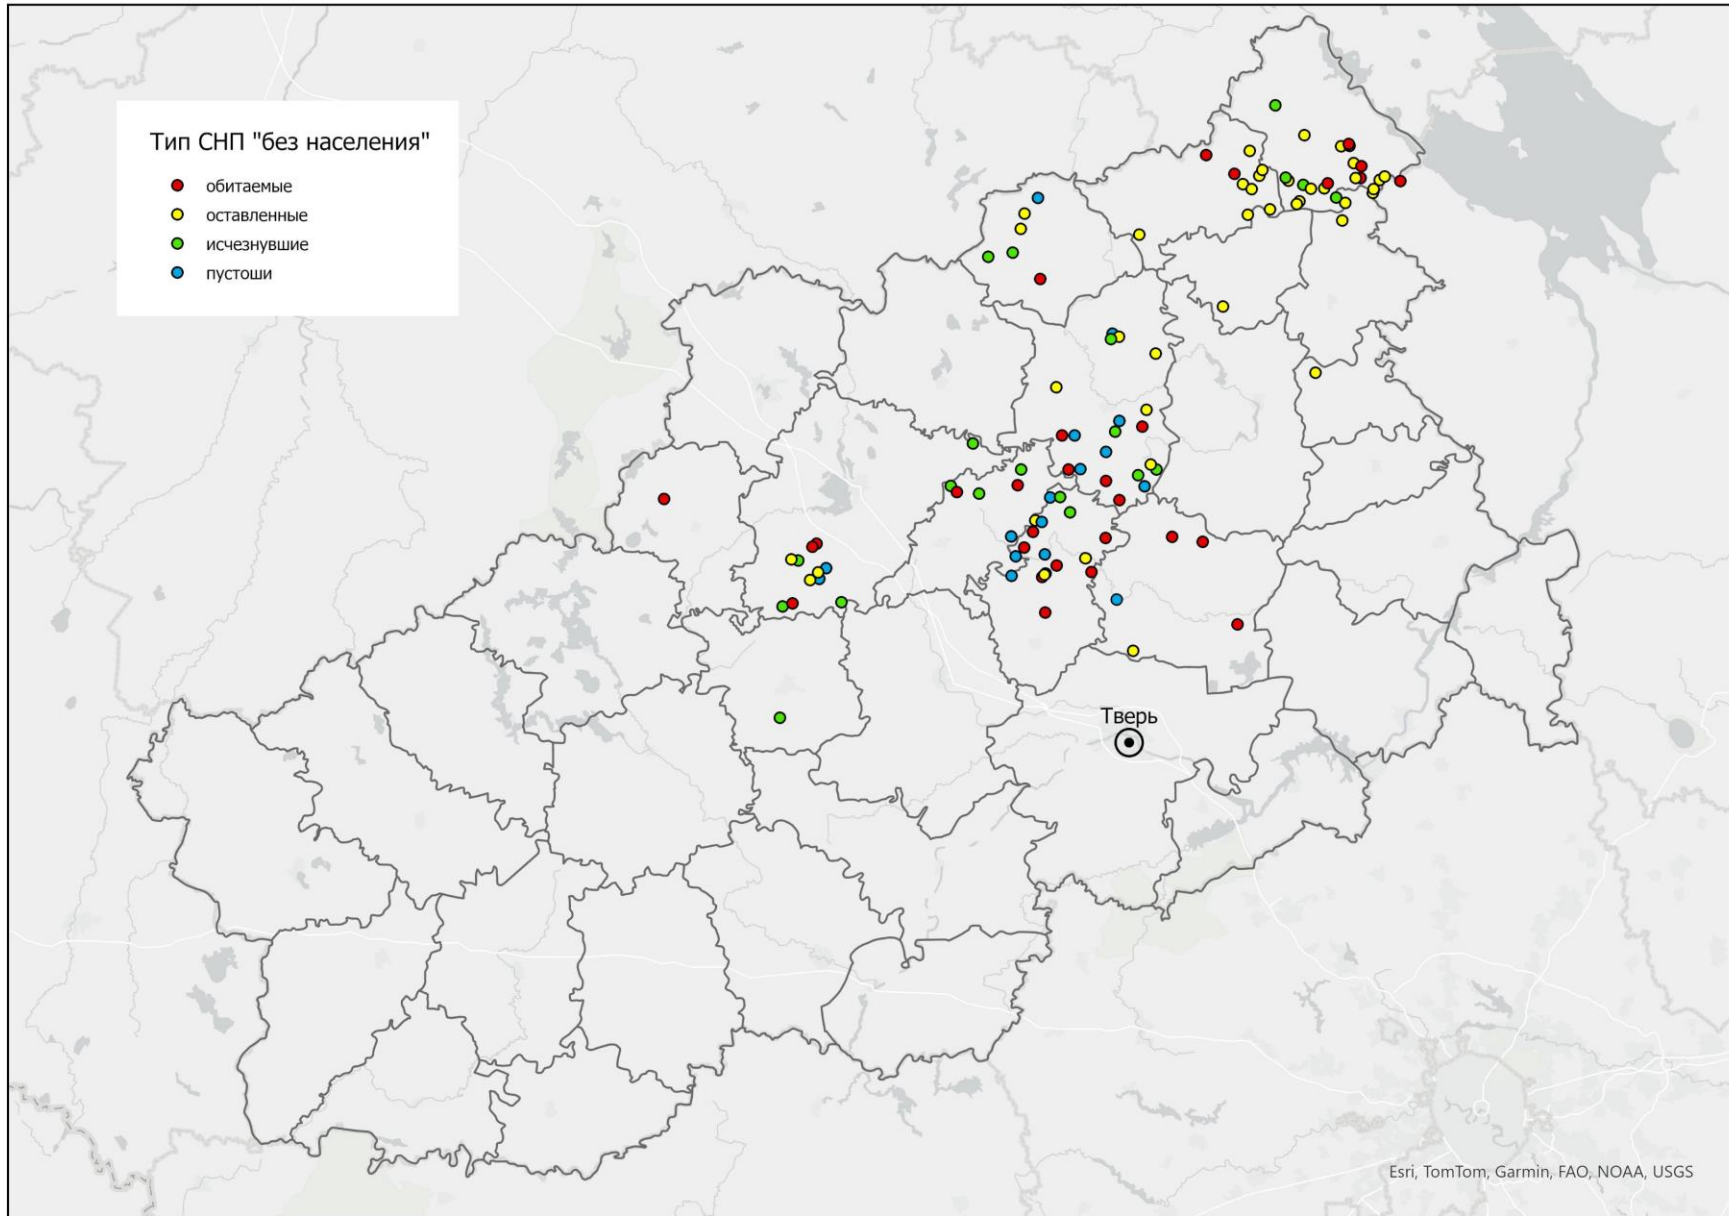 Тип СНП "без населения"
обитаемые
оставленные
исчезнувшие
пустоши
Тверь
Esri, TomTom, Garmin, FAO, NOAA, USGS